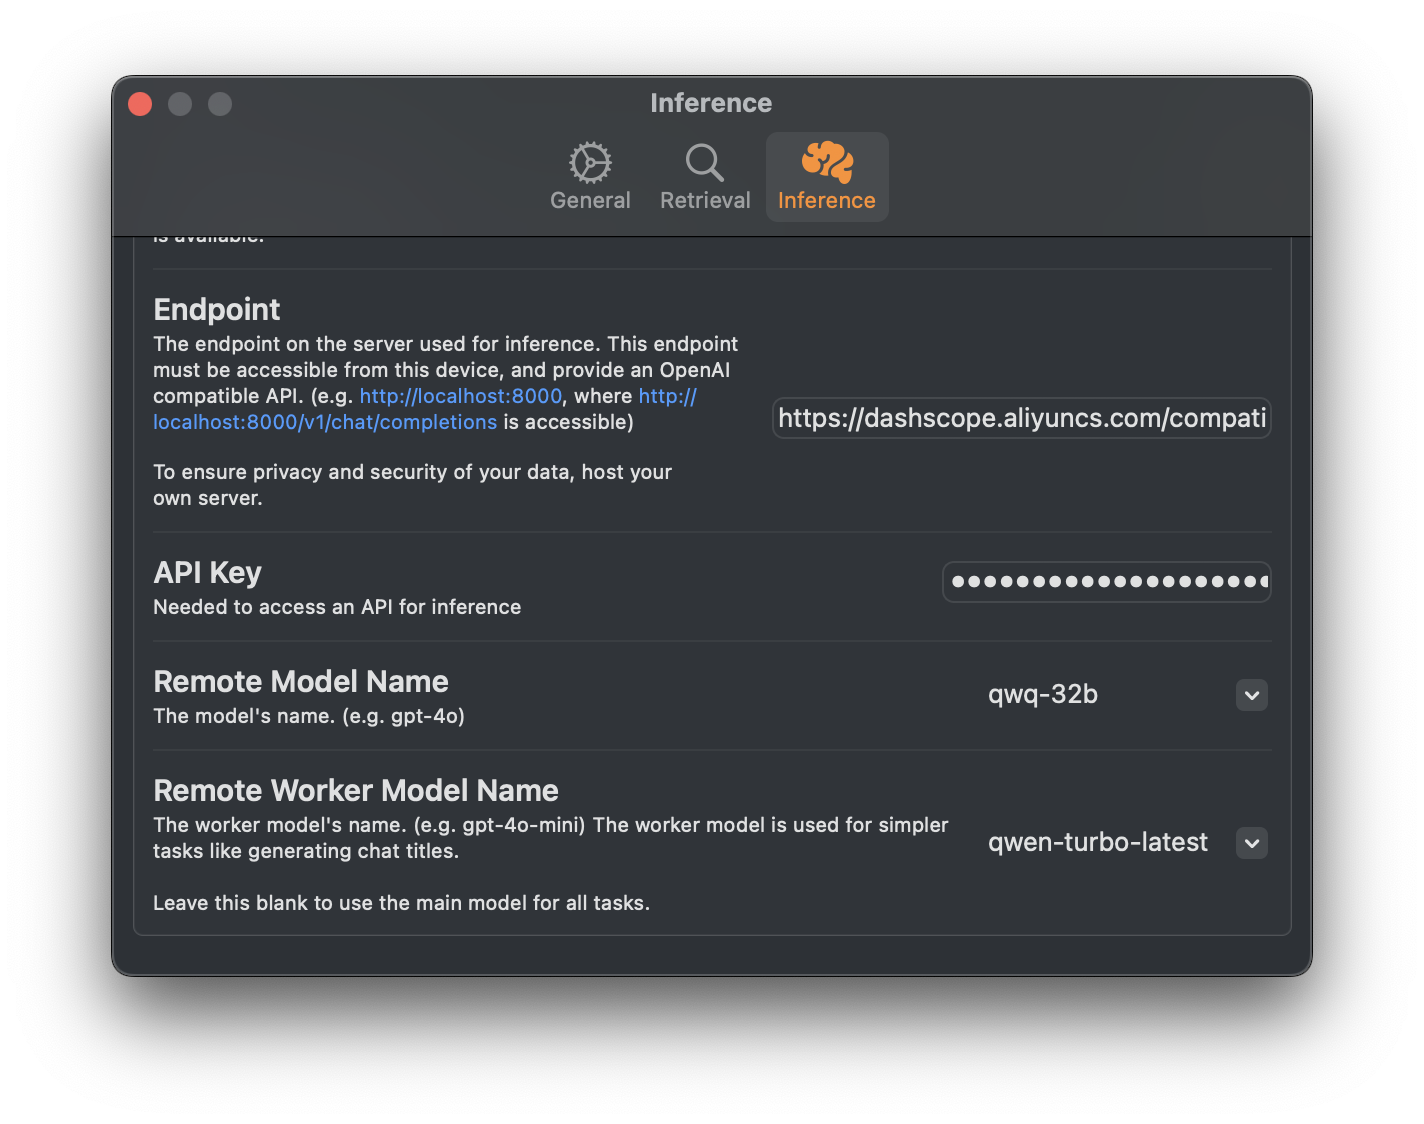 Inference
General
Retrieval
Inference
is available.
Endpoint
The endpoint on the server used for inference. This endpoint
must be accessible from this device, and provide an OpenAI
compatible API. (e.g. http://localhost:8000, where http://
localhost:8000/v1/chat/completions is accessible)
https://dashscope.aliyuncs.com/compati
To ensure privacy and security of your data, host your
own server.
API Key
Needed to access an API for inference
Remote Model Name
The model's name. (e.g. gpt-4o)
qwq-32b
Remote Worker Model Name
The worker model's name. (e.g. gpt-4o-mini) The worker model is used for simpler
tasks like generating chat titles.
qwen-turbo-latest
Leave this blank to use the main model for all tasks.